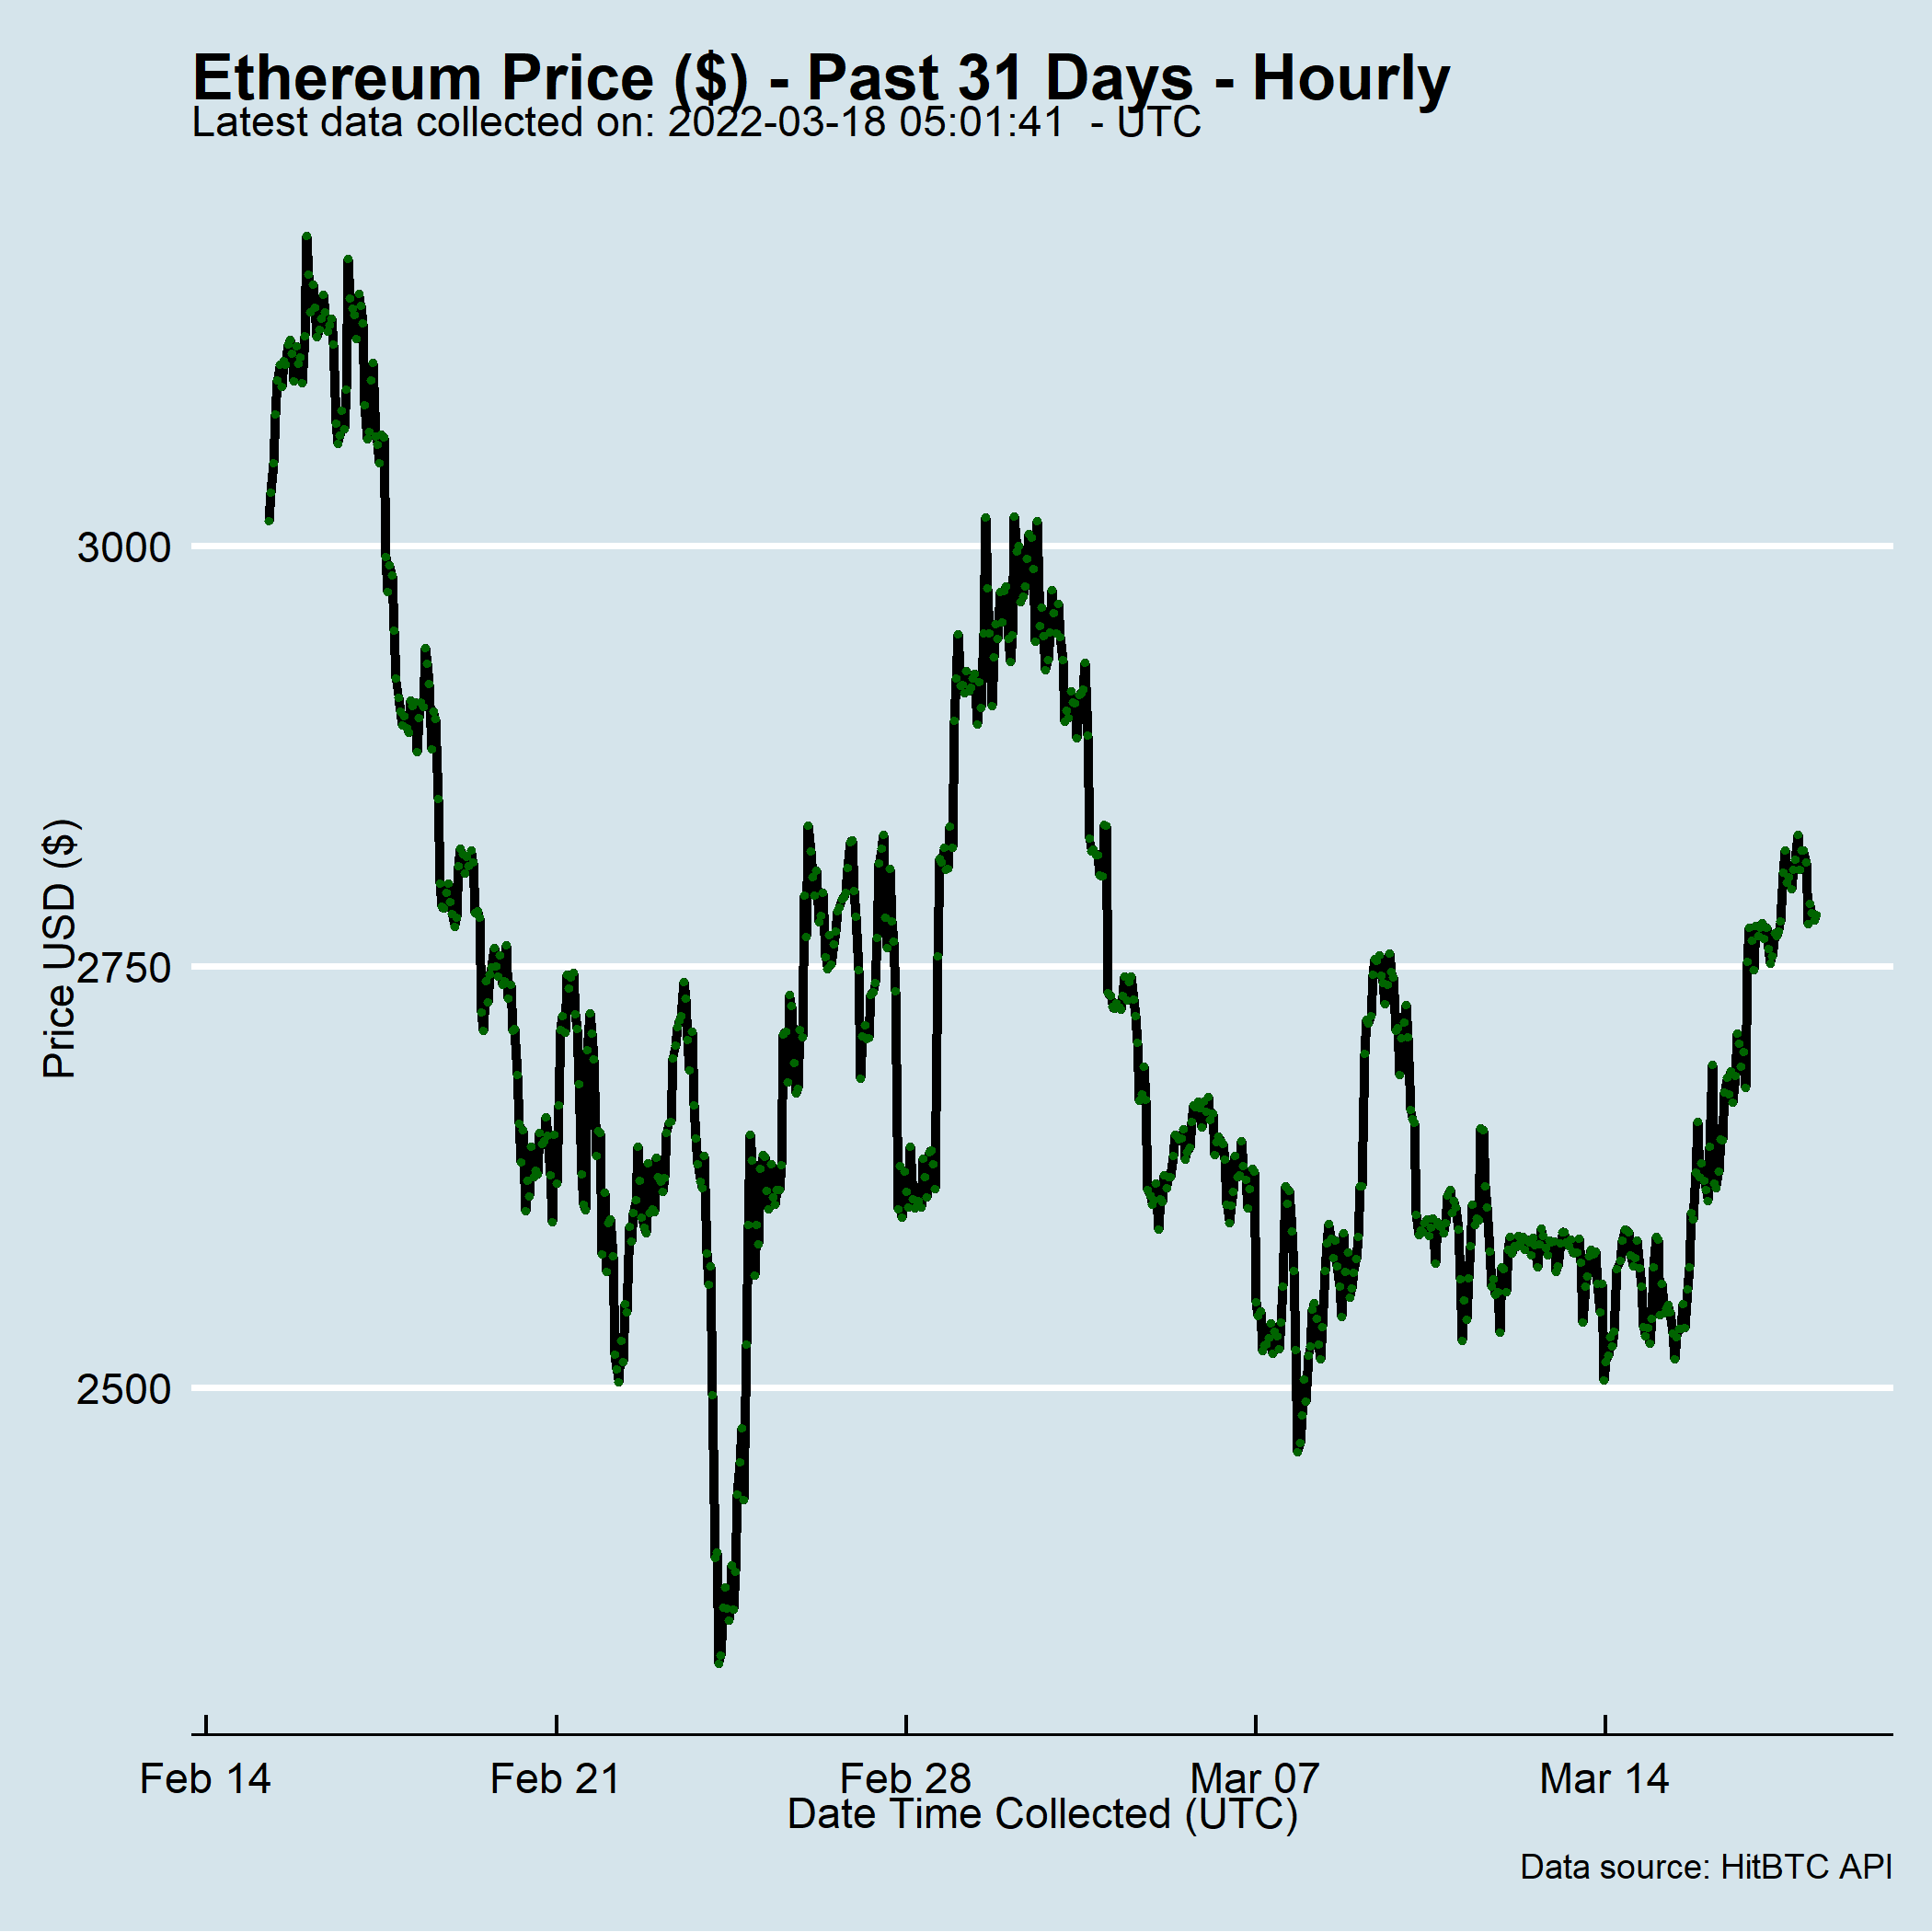 Ethereum Price ($) - Past 31 Days - Hourly
Latest data collected on: 2022-03-18 05:01:41  - UTC
Price USD ($)
3000
2750
2500
Feb 14
Feb 21
Feb 28
Mar 07
Mar 14
Date Time Collected (UTC)
Data source: HitBTC API